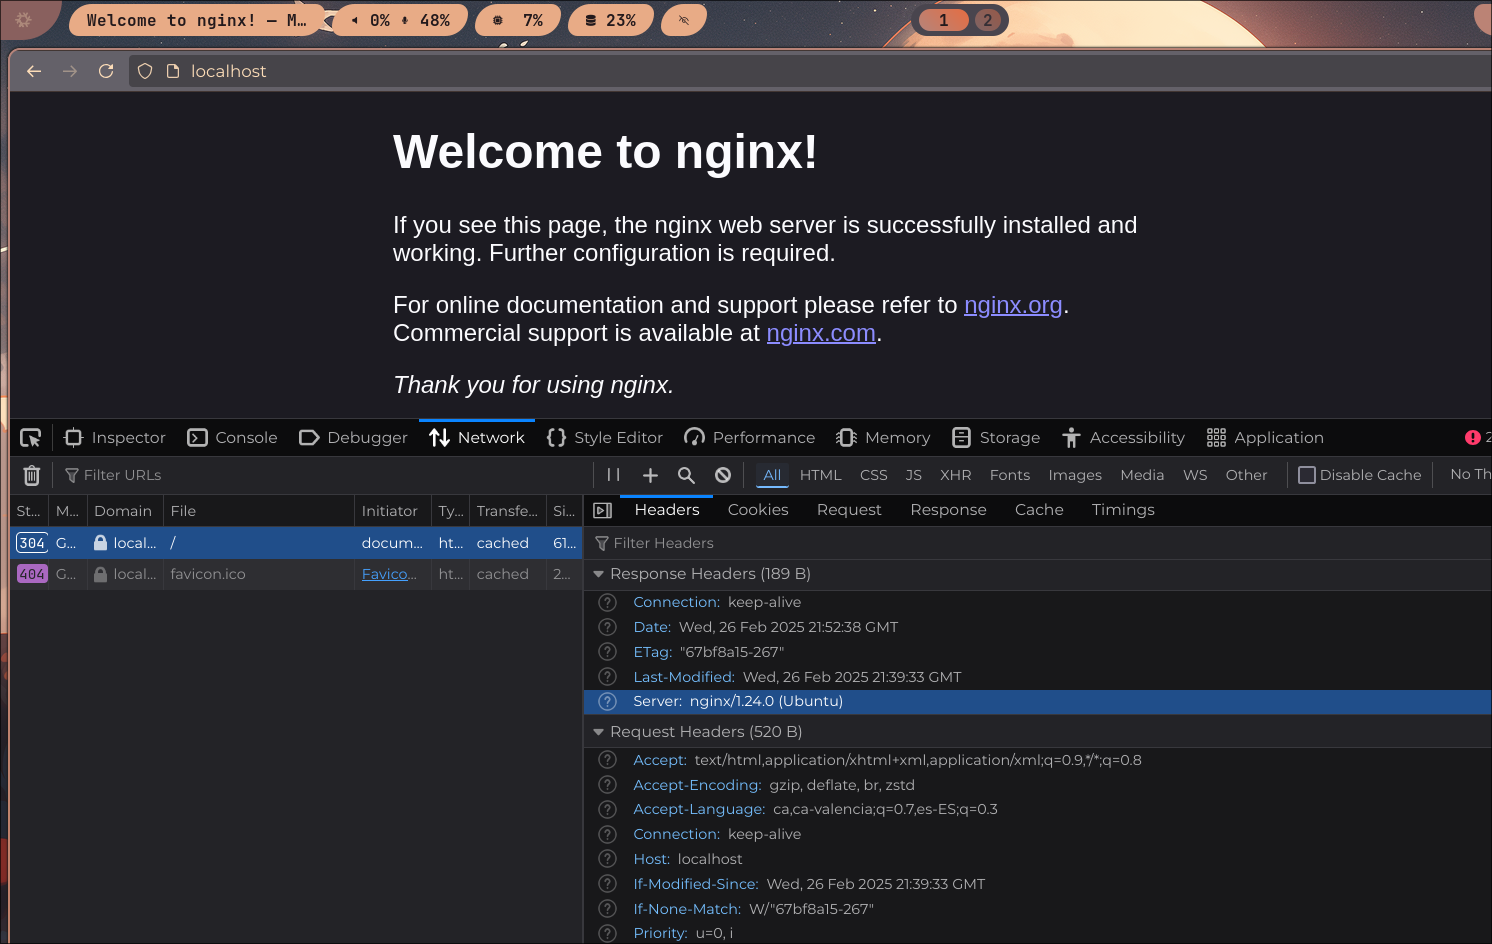 Welcome to nginx! — M…
0% 48%
7%
23%
1 2
localhost
Welcome to nginx!
If you see this page, the nginx web server is successfully installed and
working. Further configuration is required.
For online documentation and support please refer to nginx.org.
Commercial support is available at nginx.com.
Thank you for using nginx.
Inspector Console Debugger Network Style Editor Performance Memory Storage Accessibility Application 2
Filter URLs All HTML CSS JS XHR Fonts Images Media WS Other Disable Cache No Th
St… M… Domain File Initiator Ty… Transfe… Si…
304 G… local… / docum… ht… cached 61…
404 G… local… favicon.ico Favico… ht… cached 2…
Headers Cookies Request Response Cache Timings
Filter Headers
Response Headers (189 B)
Connection: keep-alive
Date: Wed, 26 Feb 2025 21:52:38 GMT
ETag: "67bf8a15-267"
Last-Modified: Wed, 26 Feb 2025 21:39:33 GMT
Server: nginx/1.24.0 (Ubuntu)
Request Headers (520 B)
Accept: text/html,application/xhtml+xml,application/xml;q=0.9,*/*;q=0.8
Accept-Encoding: gzip, deflate, br, zstd
Accept-Language: ca,ca-valencia;q=0.7,es-ES;q=0.3
Connection: keep-alive
Host: localhost
If-Modified-Since: Wed, 26 Feb 2025 21:39:33 GMT
If-None-Match: W/"67bf8a15-267"
Priority: u=0, i